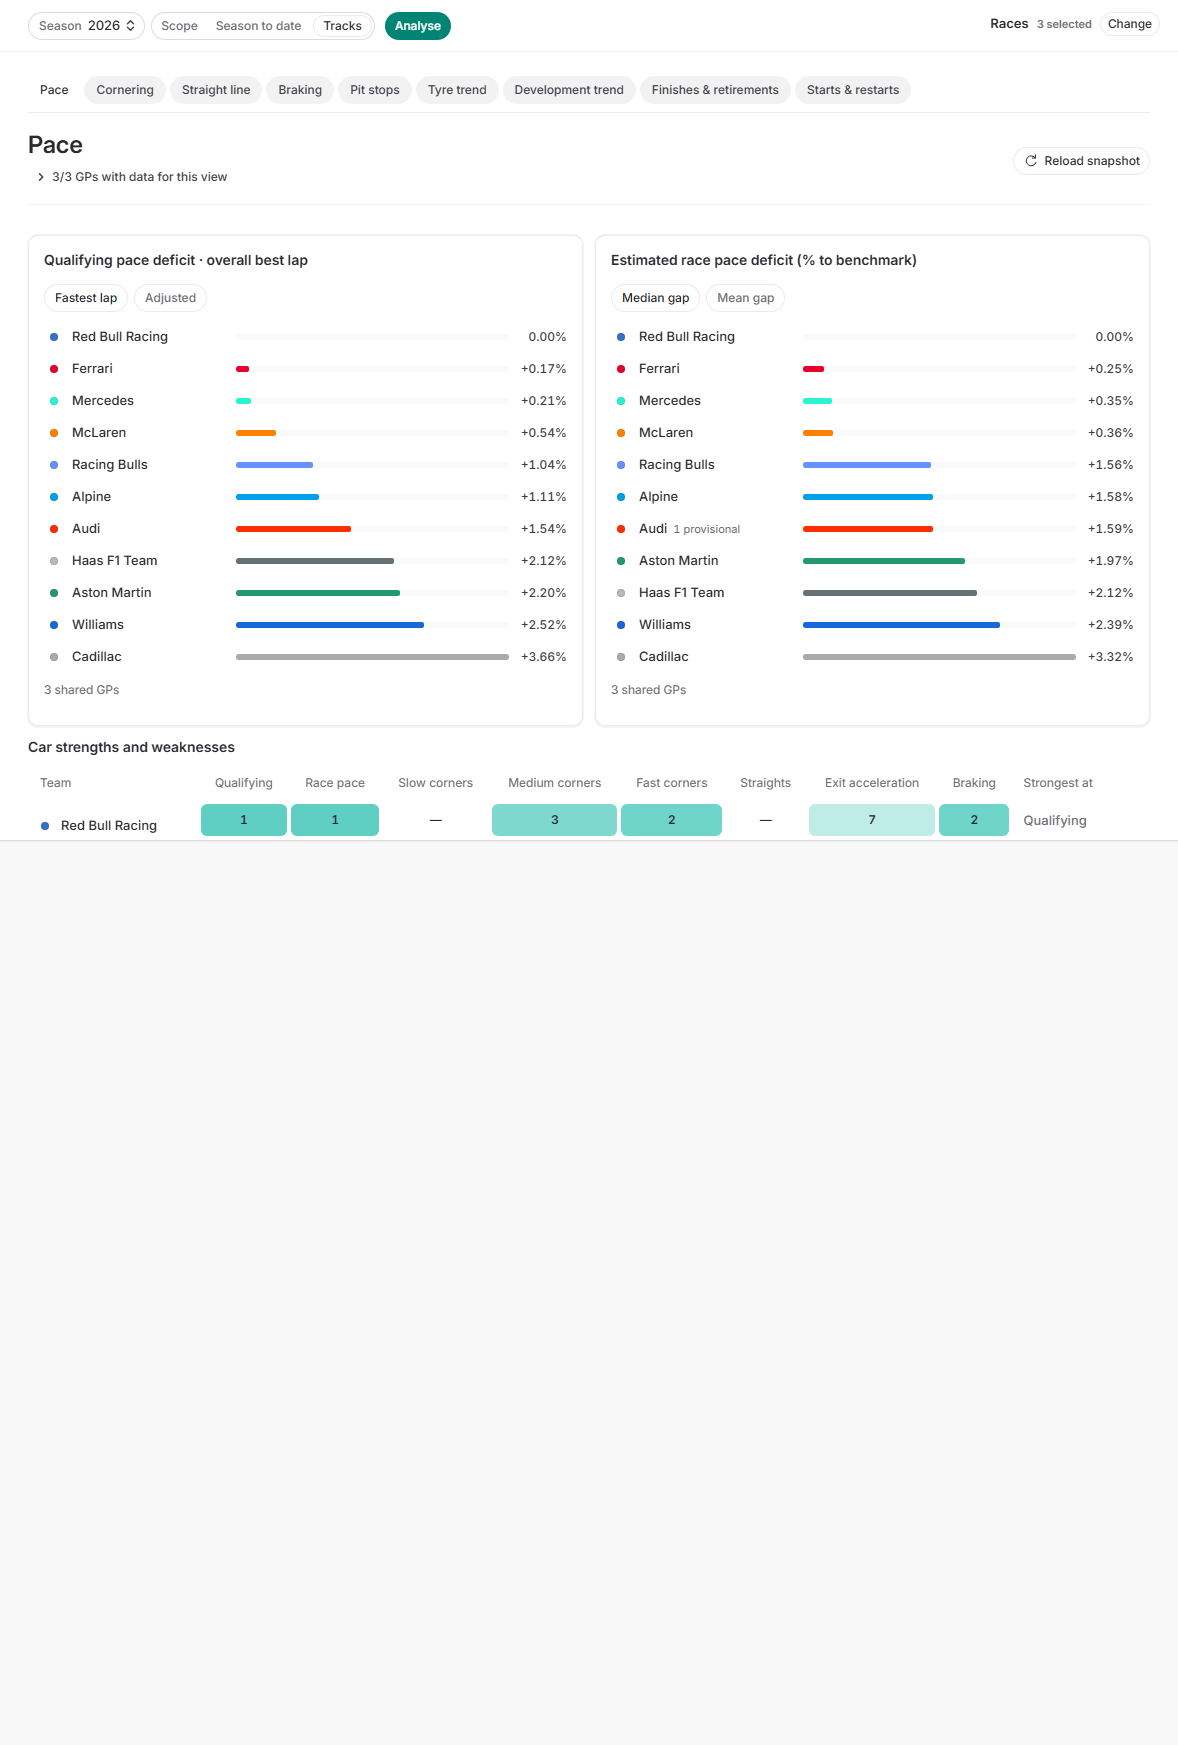 Season 2026 Scope Season to date Tracks Analyse Races 3 selected Change
Pace Cornering Straight line Braking Pit stops Tyre trend Development trend Finishes & retirements Starts & restarts
Pace
3/3 GPs with data for this view
Reload snapshot
Qualifying pace deficit · overall best lap
Fastest lap Adjusted
Red Bull Racing 0.00%
Ferrari +0.17%
Mercedes +0.21%
McLaren +0.54%
Racing Bulls +1.04%
Alpine +1.11%
Audi +1.54%
Haas F1 Team +2.12%
Aston Martin +2.20%
Williams +2.52%
Cadillac +3.66%
3 shared GPs
Estimated race pace deficit (% to benchmark)
Median gap Mean gap
Red Bull Racing 0.00%
Ferrari +0.25%
Mercedes +0.35%
McLaren +0.36%
Racing Bulls +1.56%
Alpine +1.58%
Audi 1 provisional +1.59%
Aston Martin +1.97%
Haas F1 Team +2.12%
Williams +2.39%
Cadillac +3.32%
3 shared GPs
Car strengths and weaknesses
Team Qualifying Race pace Slow corners Medium corners Fast corners Straights Exit acceleration Braking Strongest at
Red Bull Racing 1 1 — 3 2 — 7 2 Qualifying